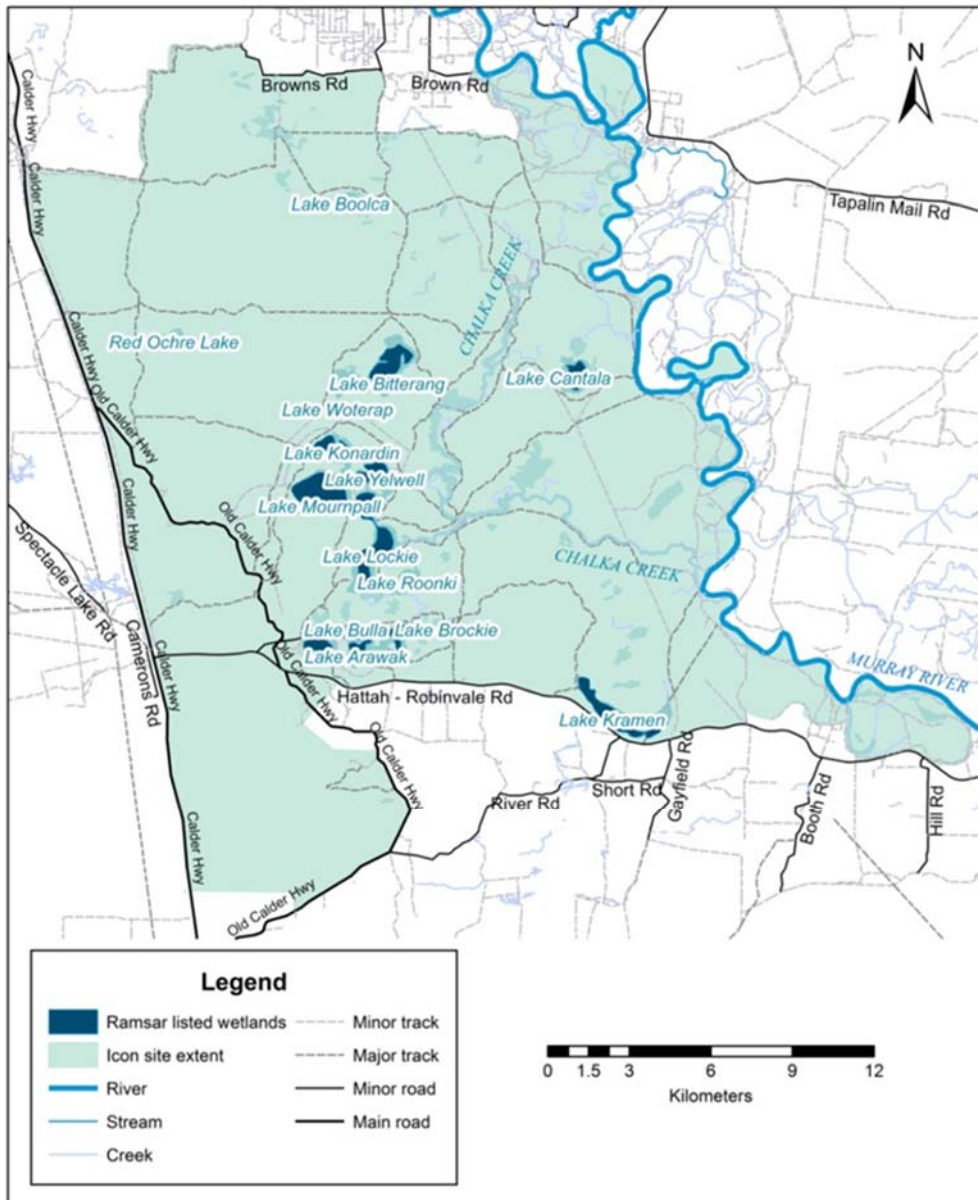 N
Browns Rd
Brown Rd
Calder Hwy
Calder Hwy
Tapalin Mail Rd
Lake Boolca
CHALKA CREEK
Calder Hwy
Red Ochre Lake
Lake Bitterang
Lake Cantala
Old Calder Hwy
Lake Woterap
Lake Konardin
Lake Yelwell
Lake Mournpall
Calder Hwy
Old Calder Hwy
Spectacle Lake Rd
Lake Lockie
CHALKA CREEK
Lake Roonki
Lake Bulla
Lake Brockie
Lake Arawak
Old Calder Hwy
Camerons Rd
Calder Hwy
MURRAY RIVER
Hattah - Robinvale Rd
Lake Kramen
Old Calder Hwy
River Rd
Short Rd
Gayfield Rd
Booth Rd
Hill Rd
Calder Hwy
Old Calder Hwy
Legend
Ramsar listed wetlands
Icon site extent
River
Stream
Creek
Minor track
Major track
Minor road
Main road
0 1.5 3 6 9 12
Kilometers